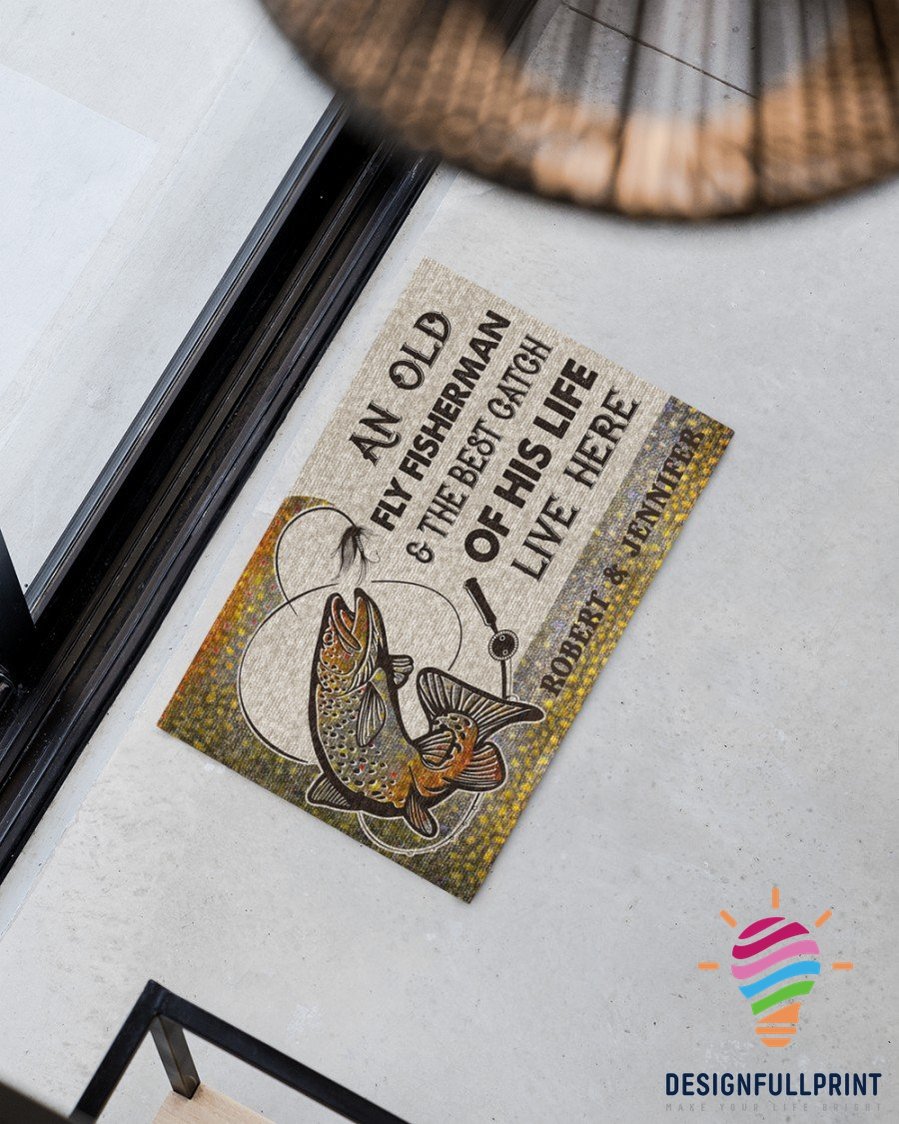 AN OLD
FLY FISHERMAN
& THE BEST CATCH
OF HIS LIFE
LIVE HERE
ROBERT & JENNIFER
DESIGNFULLPRINT
MAKE YOUR LIFE BRIGHT